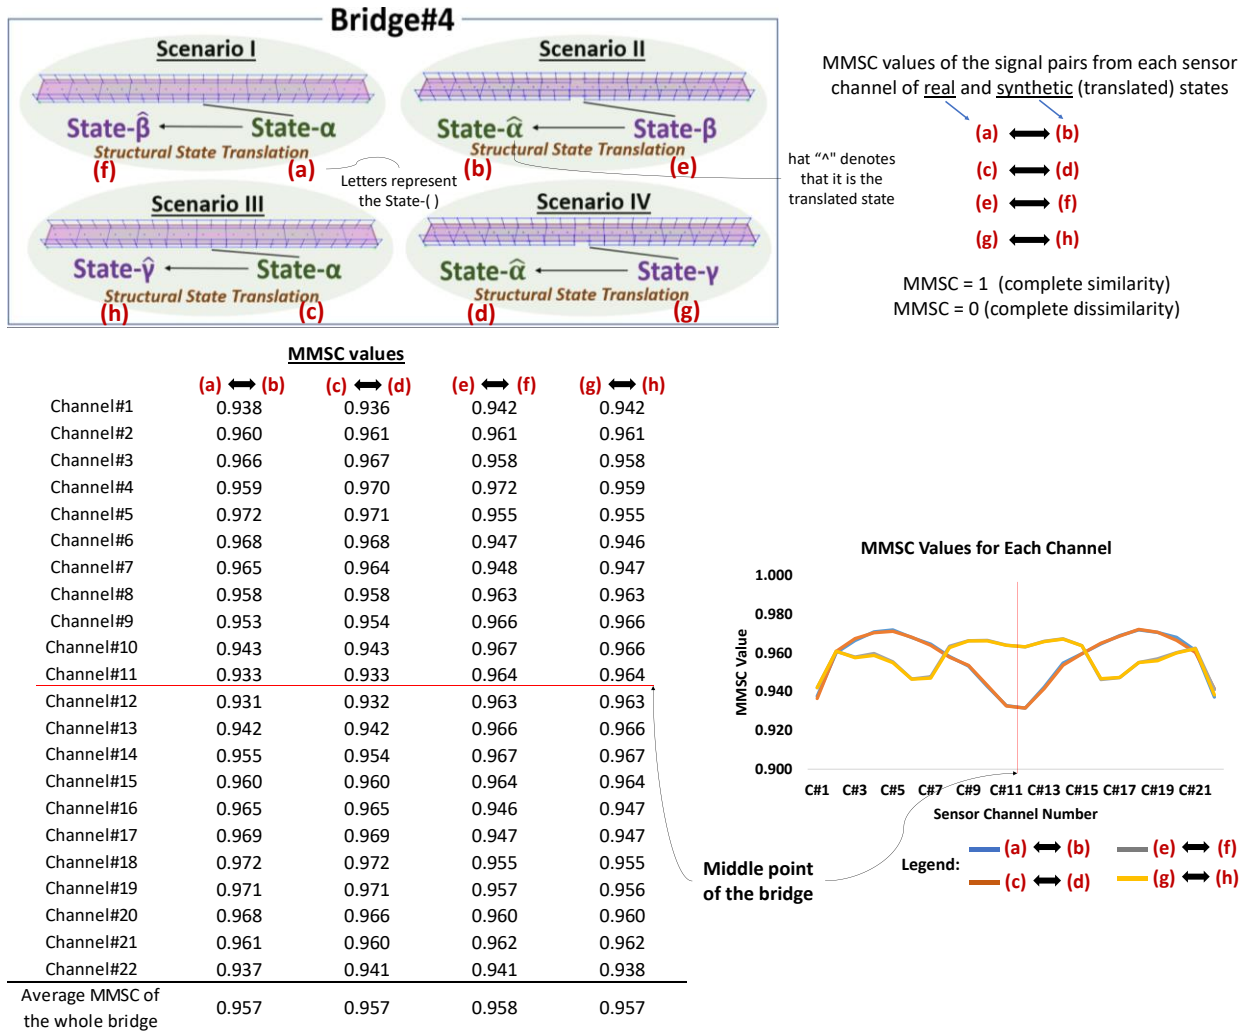 Bridge#4
Scenario I
State-β̂ State-α
Structural State Translation
(f) (a)
Scenario II
State-α̂ State-β
Structural State Translation
(b) (e)
Letters represent
the State-( )
Scenario III
State-γ̂ State-α
Structural State Translation
(h) (c)
Scenario IV
State-α̂ State-γ
Structural State Translation
(d) (g)
hat “^" denotes
that it is the
translated state
MMSC values of the signal pairs from each sensor
channel of real and synthetic (translated) states
(a) (b)
(c) (d)
(e) (f)
(g) (h)
MMSC = 1 (complete similarity)
MMSC = 0 (complete dissimilarity)
MMSC values
(a) (b) (c) (d) (e) (f) (g) (h)
Channel#1 0.938 0.936 0.942 0.942
Channel#2 0.960 0.961 0.961 0.961
Channel#3 0.966 0.967 0.958 0.958
Channel#4 0.959 0.970 0.972 0.959
Channel#5 0.972 0.971 0.955 0.955
Channel#6 0.968 0.968 0.947 0.946
Channel#7 0.965 0.964 0.948 0.947
Channel#8 0.958 0.958 0.963 0.963
Channel#9 0.953 0.954 0.966 0.966
Channel#10 0.943 0.943 0.967 0.966
Channel#11 0.933 0.933 0.964 0.964
Channel#12 0.931 0.932 0.963 0.963
Channel#13 0.942 0.942 0.966 0.966
Channel#14 0.955 0.954 0.967 0.967
Channel#15 0.960 0.960 0.964 0.964
Channel#16 0.965 0.965 0.946 0.947
Channel#17 0.969 0.969 0.947 0.947
Channel#18 0.972 0.972 0.955 0.955
Channel#19 0.971 0.971 0.957 0.956
Channel#20 0.968 0.966 0.960 0.960
Channel#21 0.961 0.960 0.962 0.962
Channel#22 0.937 0.941 0.941 0.938
Average MMSC of
the whole bridge 0.957 0.957 0.958 0.957
MMSC Values for Each Channel
MMSC Value
1.000
0.980
0.960
0.940
0.920
0.900
C#1 C#3 C#5 C#7 C#9 C#11 C#13 C#15 C#17 C#19 C#21
Sensor Channel Number
Legend:
(a) (b) (e) (f)
(c) (d) (g) (h)
Middle point
of the bridge